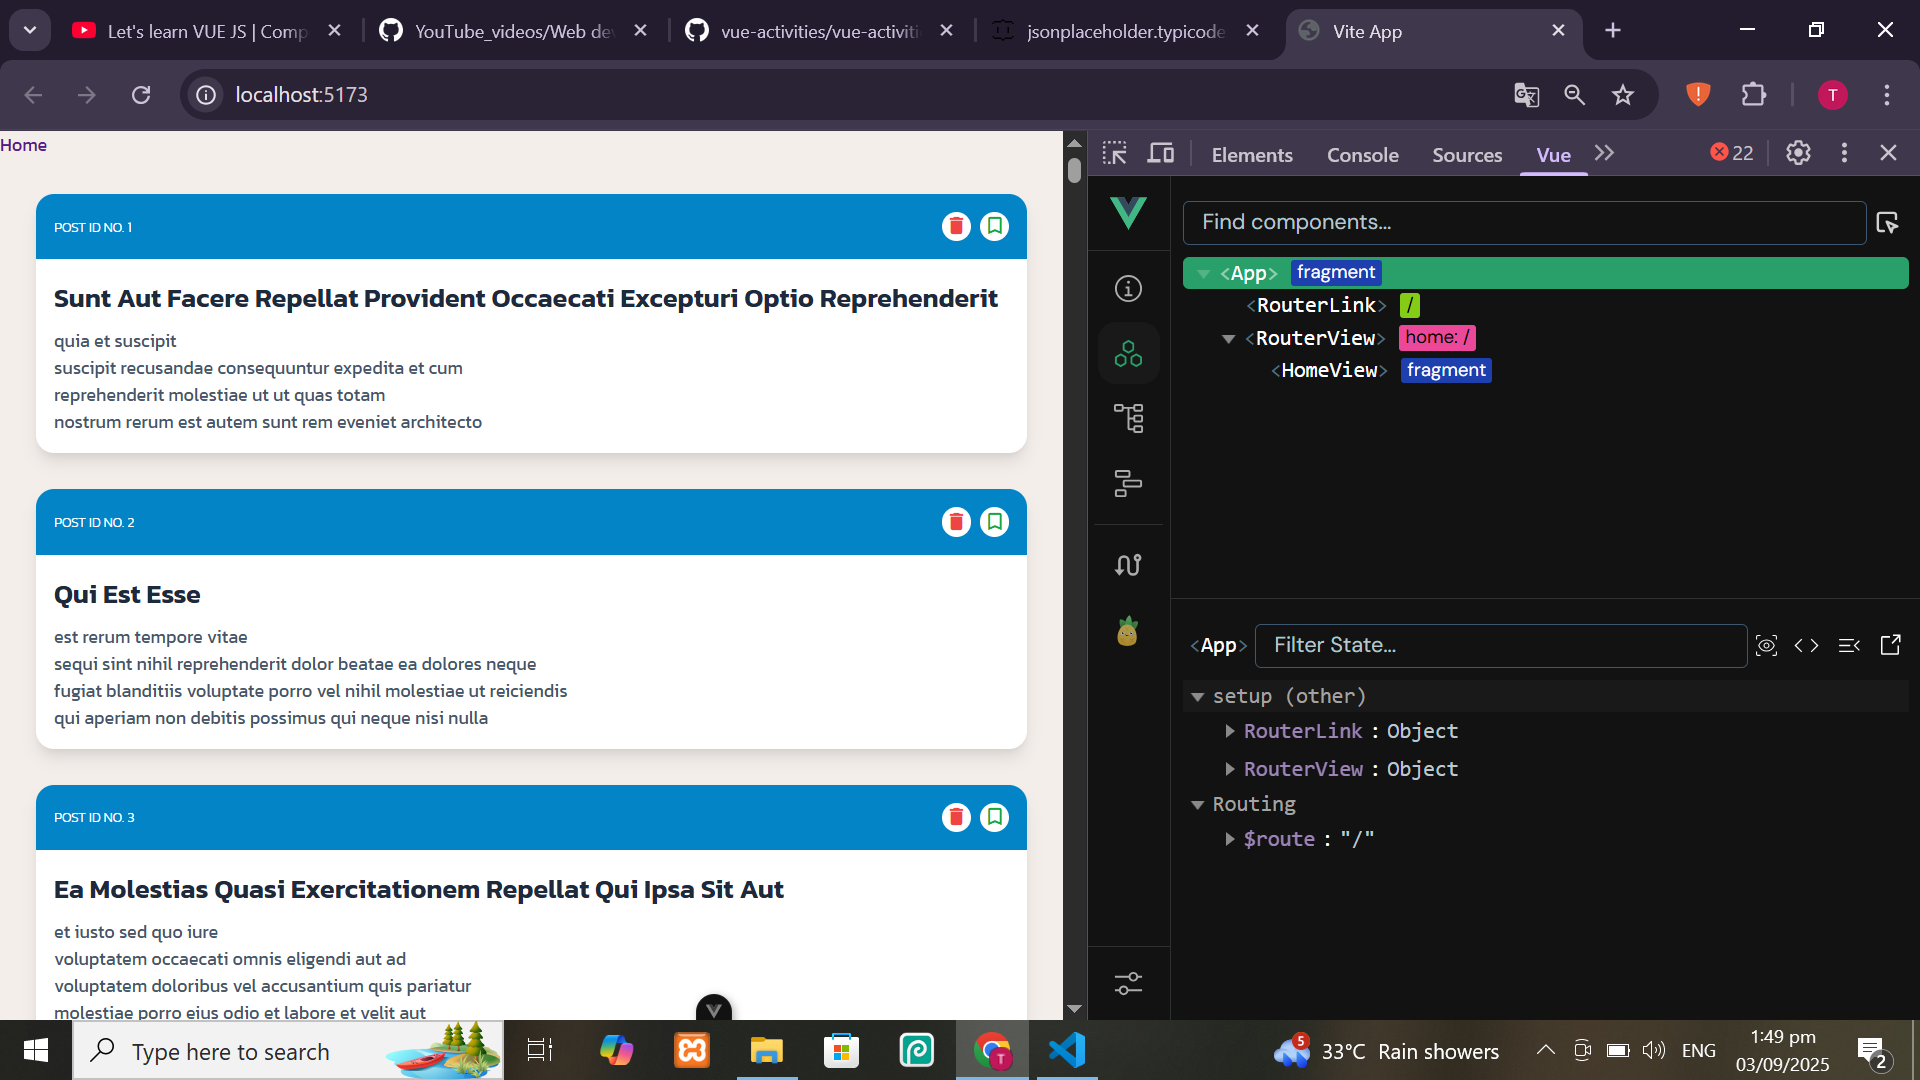 Let's learn VUE JS | Comp
YouTube_videos/Web dev
vue-activities/vue-activiti
jsonplaceholder.typicode
Vite App
localhost:5173
T
Home
POST ID NO. 1
Sunt Aut Facere Repellat Provident Occaecati Excepturi Optio Reprehenderit
quia et suscipit
suscipit recusandae consequuntur expedita et cum
reprehenderit molestiae ut ut quas totam
nostrum rerum est autem sunt rem eveniet architecto
POST ID NO. 2
Qui Est Esse
est rerum tempore vitae
sequi sint nihil reprehenderit dolor beatae ea dolores neque
fugiat blanditiis voluptate porro vel nihil molestiae ut reiciendis
qui aperiam non debitis possimus qui neque nisi nulla
POST ID NO. 3
Ea Molestias Quasi Exercitationem Repellat Qui Ipsa Sit Aut
et iusto sed quo iure
voluptatem occaecati omnis eligendi aut ad
voluptatem doloribus vel accusantium quis pariatur
molestiae porro eius odio et labore et velit aut
Elements Console Sources Vue 22
Find components...
<App> fragment
<RouterLink> /
<RouterView> home: /
<HomeView> fragment
<App> Filter State...
setup (other)
RouterLink : Object
RouterView : Object
Routing
$route : "/"
Type here to search
T
5
33°C Rain showers
ENG
1:49 pm
03/09/2025
2